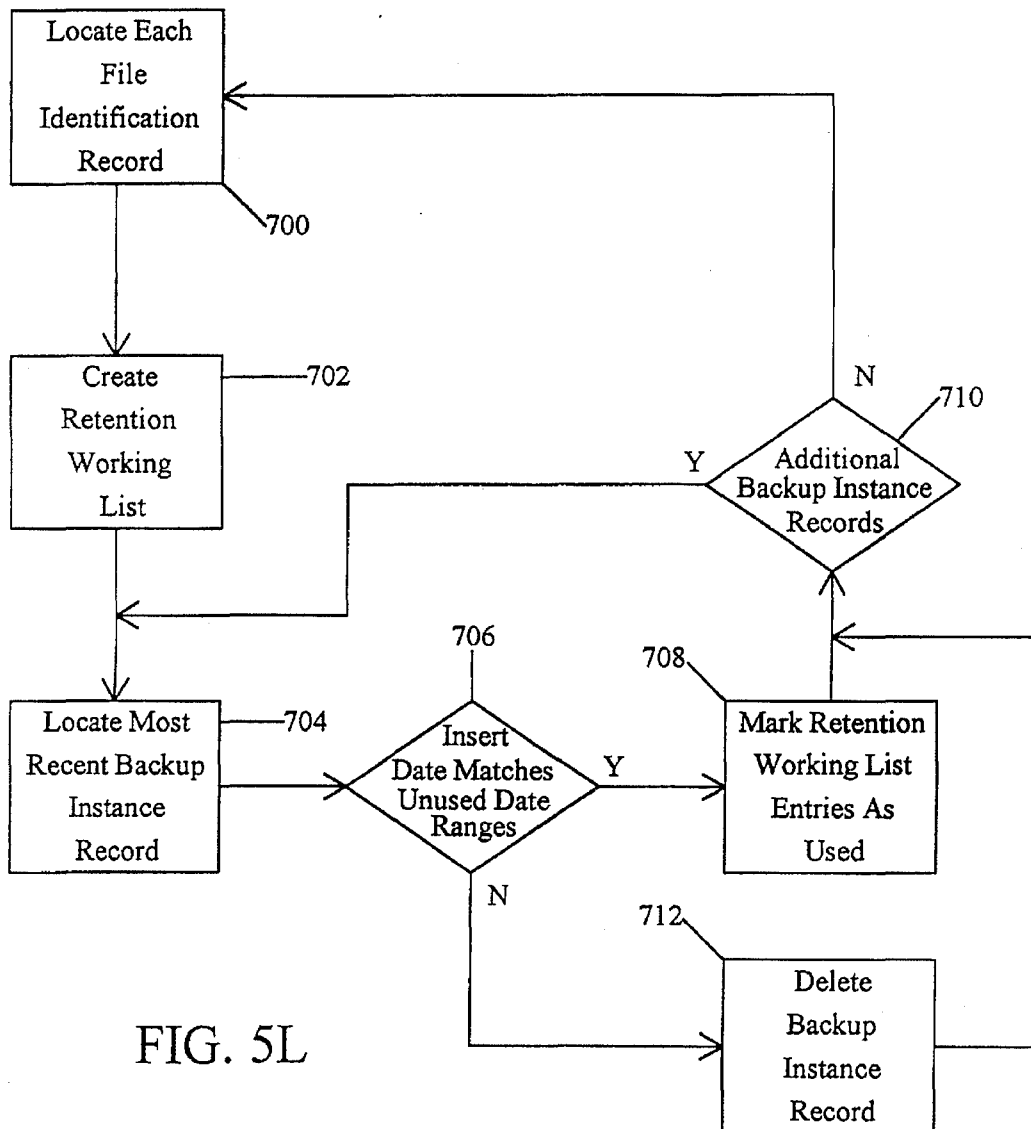 Locate Each
File
Identification
Record
700
Create
Retention
Working
List
702
N
710
Y
Additional
Backup Instance
Records
706
708
Locate Most
Recent Backup
Instance
Record
704
Insert
Date Matches
Unused Date
Ranges
Y
Mark Retention
Working List
Entries As
Used
N
712
Delete
Backup
Instance
Record
FIG. 5L